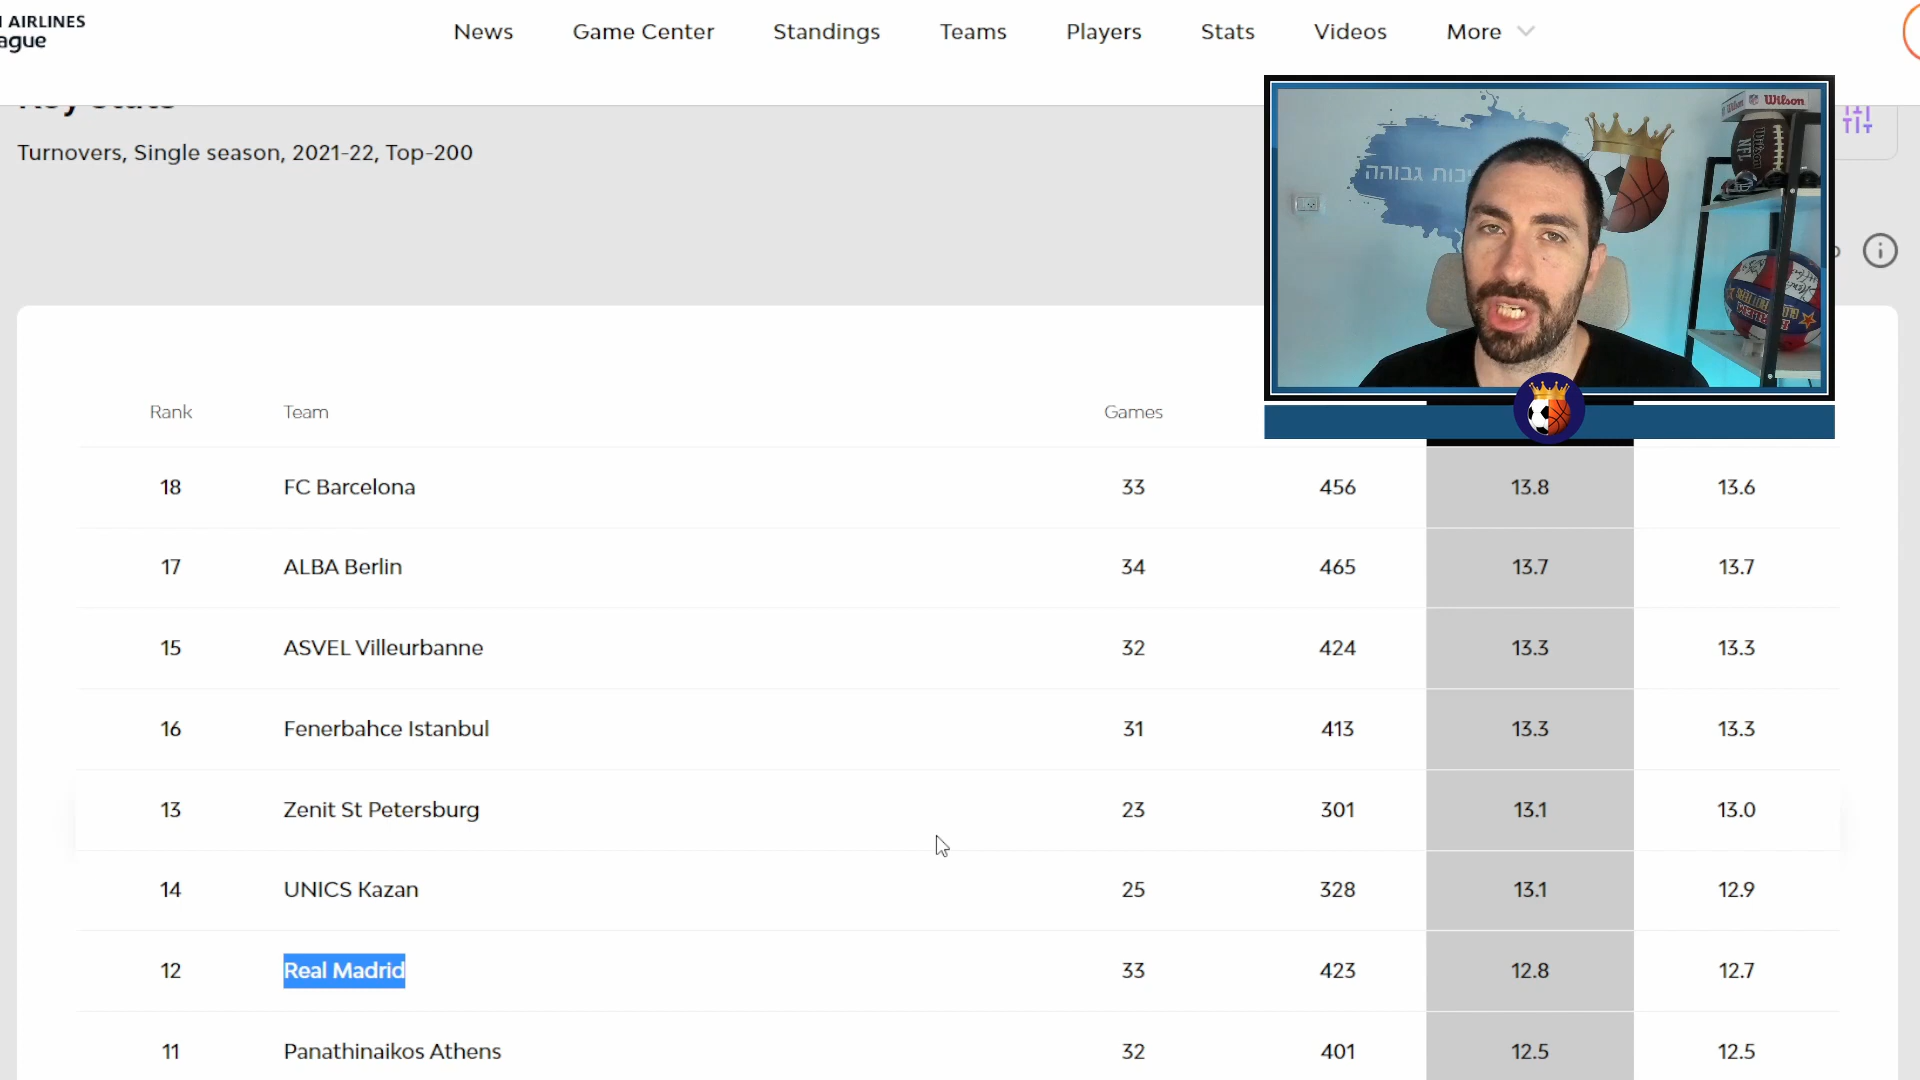 AIRLINES
ague
News Game Center Standings Teams Players Stats Videos More
Key Stats
Turnovers, Single season, 2021-22, Top-200
Wilson
גבוהה
Rank Team Games
18 FC Barcelona 33 456 13.8 13.6
17 ALBA Berlin 34 465 13.7 13.7
15 ASVEL Villeurbanne 32 424 13.3 13.3
16 Fenerbahce Istanbul 31 413 13.3 13.3
13 Zenit St Petersburg 23 301 13.1 13.0
14 UNICS Kazan 25 328 13.1 12.9
12 Real Madrid 33 423 12.8 12.7
11 Panathinaikos Athens 32 401 12.5 12.5